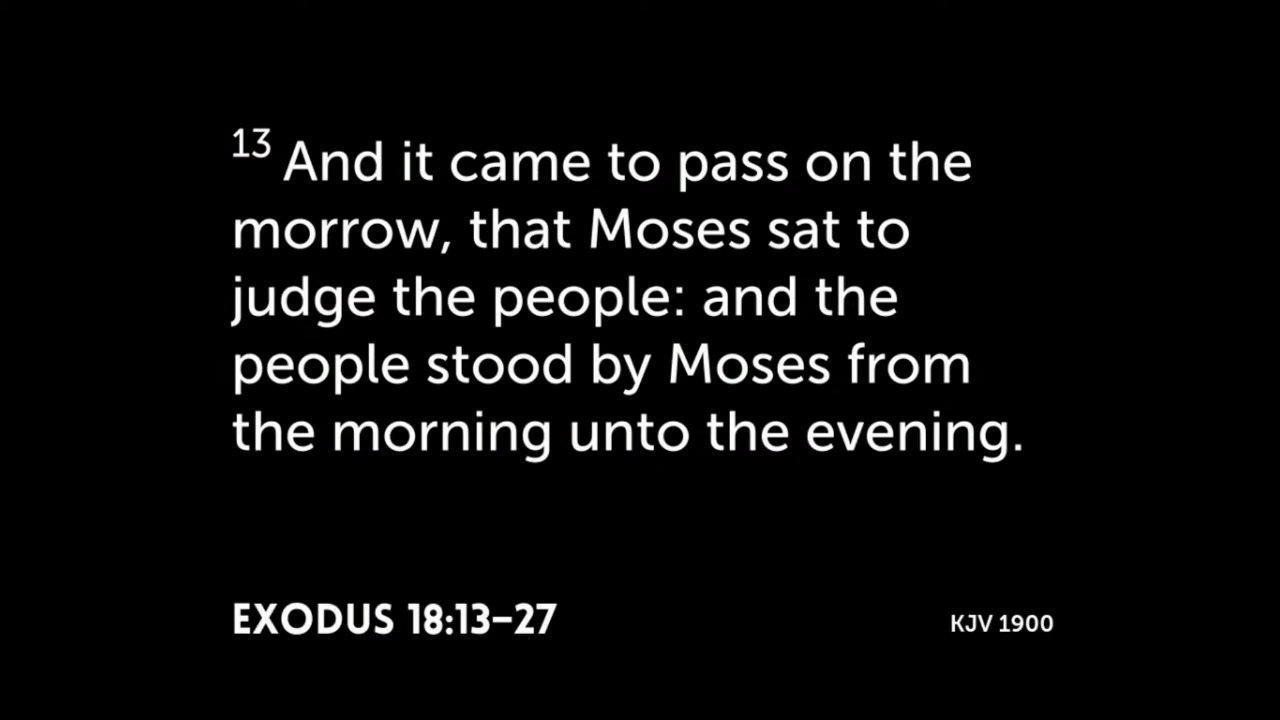 13 And it came to pass on the
morrow, that Moses sat to
judge the people: and the
people stood by Moses from
the morning unto the evening.
EXODUS 18:13–27
KJV 1900